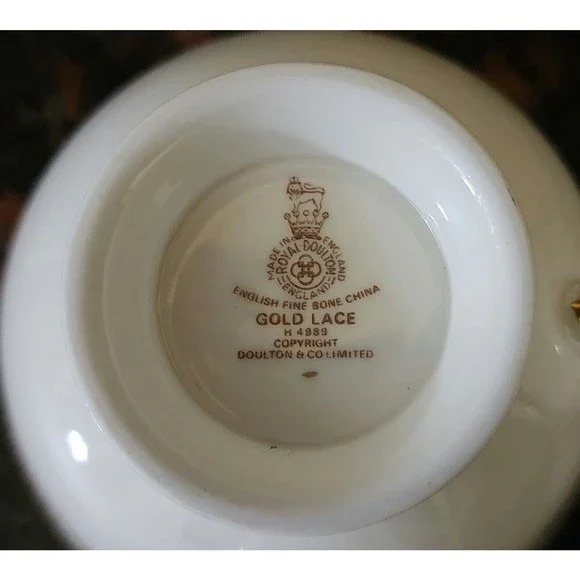 MADE IN ENGLAND
ROYAL DOULTON
ENGLAND
ENGLISH FINE BONE CHINA
GOLD LACE
H 4989
COPYRIGHT
DOULTON & CO LIMITED